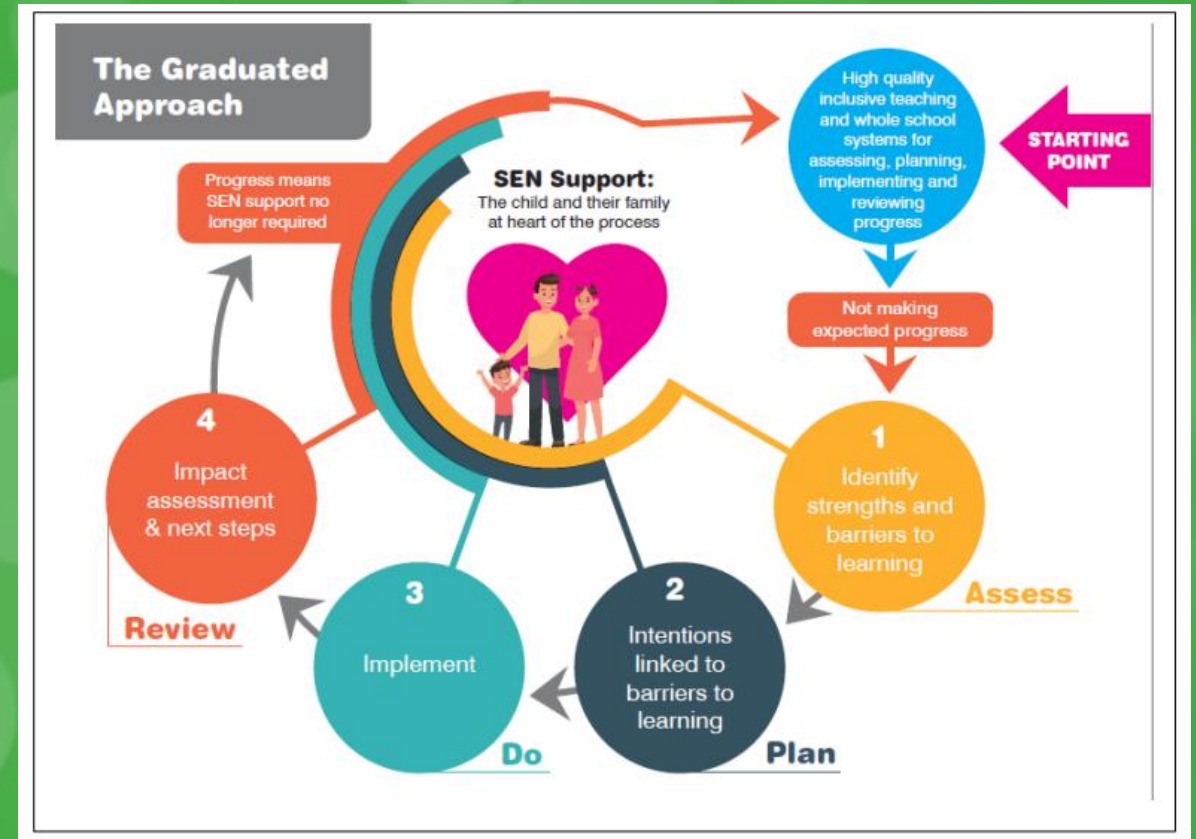 The Graduated
Approach
High quality
inclusive teaching
and whole school
systems for
assessing, planning,
implementing and
reviewing
progress
STARTING
POINT
Progress means
SEN support no
longer required
SEN Support:
The child and their family
at heart of the process
Not making
expected progress
1
Identify
strengths and
barriers to
learning
Assess
2
Intentions
linked to
barriers to
learning
Plan
3
Implement
Do
4
Impact
assessment
& next steps
Review